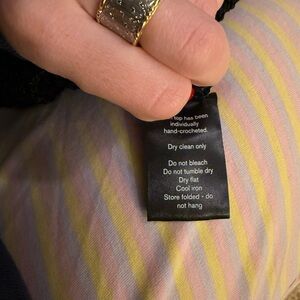 top has been
individually
hand-crocheted.
Dry clean only
Do not bleach
Do not tumble dry
Dry flat
Cool iron
Store folded - do
not hang